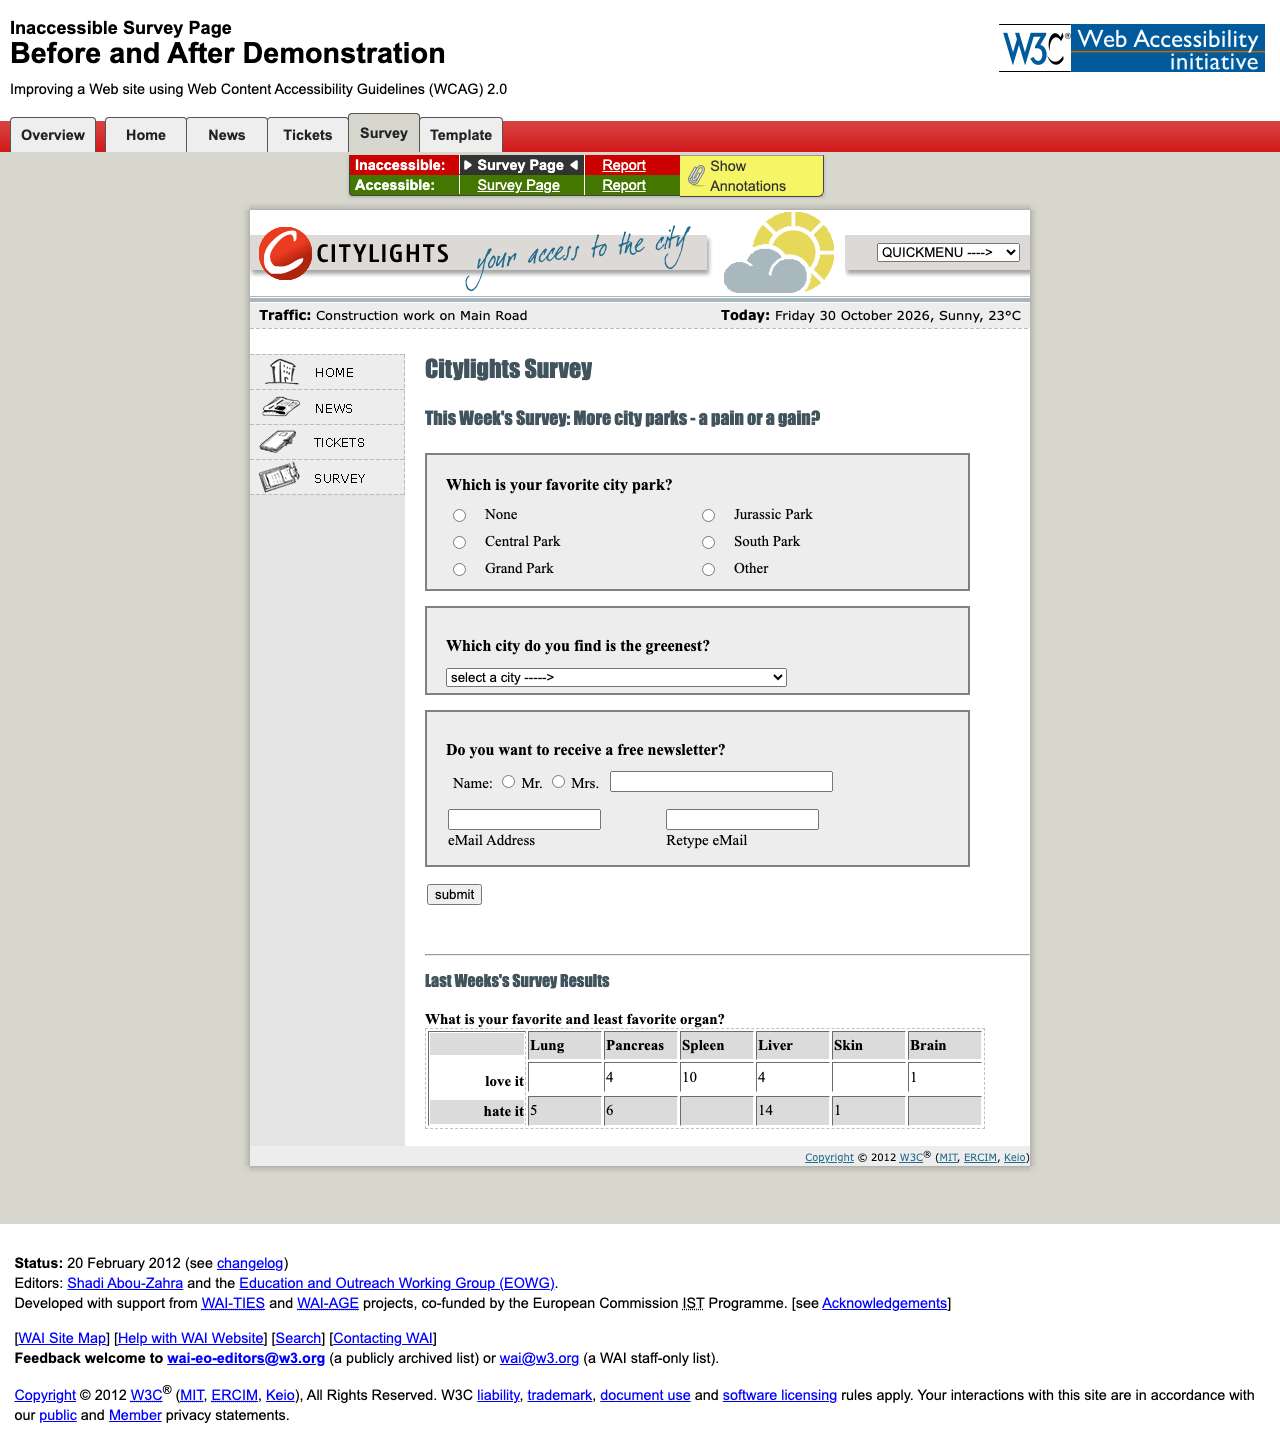 Inaccessible Survey Page
Before and After Demonstration
Improving a Web site using Web Content Accessibility Guidelines (WCAG) 2.0
W3C® Web Accessibility initiative
Overview Home News Tickets Survey Template
Inaccessible: Survey Page Report
Accessible: Survey Page Report
Show Annotations
CITYLIGHTS your access to the city
QUICKMENU ---->
Traffic: Construction work on Main Road
Today: Friday 30 October 2026, Sunny, 23°C
HOME
NEWS
TICKETS
SURVEY
Citylights Survey
This Week's Survey: More city parks - a pain or a gain?
Which is your favorite city park?
None Jurassic Park
Central Park South Park
Grand Park Other
Which city do you find is the greenest?
select a city ----->
Do you want to receive a free newsletter?
Name: Mr. Mrs.
eMail Address Retype eMail
submit
Last Weeks's Survey Results
What is your favorite and least favorite organ?
Lung Pancreas Spleen Liver Skin Brain
love it 4 10 4 1
hate it 5 6 14 1
Copyright © 2012 W3C® (MIT, ERCIM, Keio)
Status: 20 February 2012 (see changelog)
Editors: Shadi Abou-Zahra and the Education and Outreach Working Group (EOWG).
Developed with support from WAI-TIES and WAI-AGE projects, co-funded by the European Commission IST Programme. [see Acknowledgements]
[WAI Site Map] [Help with WAI Website] [Search] [Contacting WAI]
Feedback welcome to wai-eo-editors@w3.org (a publicly archived list) or wai@w3.org (a WAI staff-only list).
Copyright © 2012 W3C® (MIT, ERCIM, Keio), All Rights Reserved. W3C liability, trademark, document use and software licensing rules apply. Your interactions with this site are in accordance with
our public and Member privacy statements.